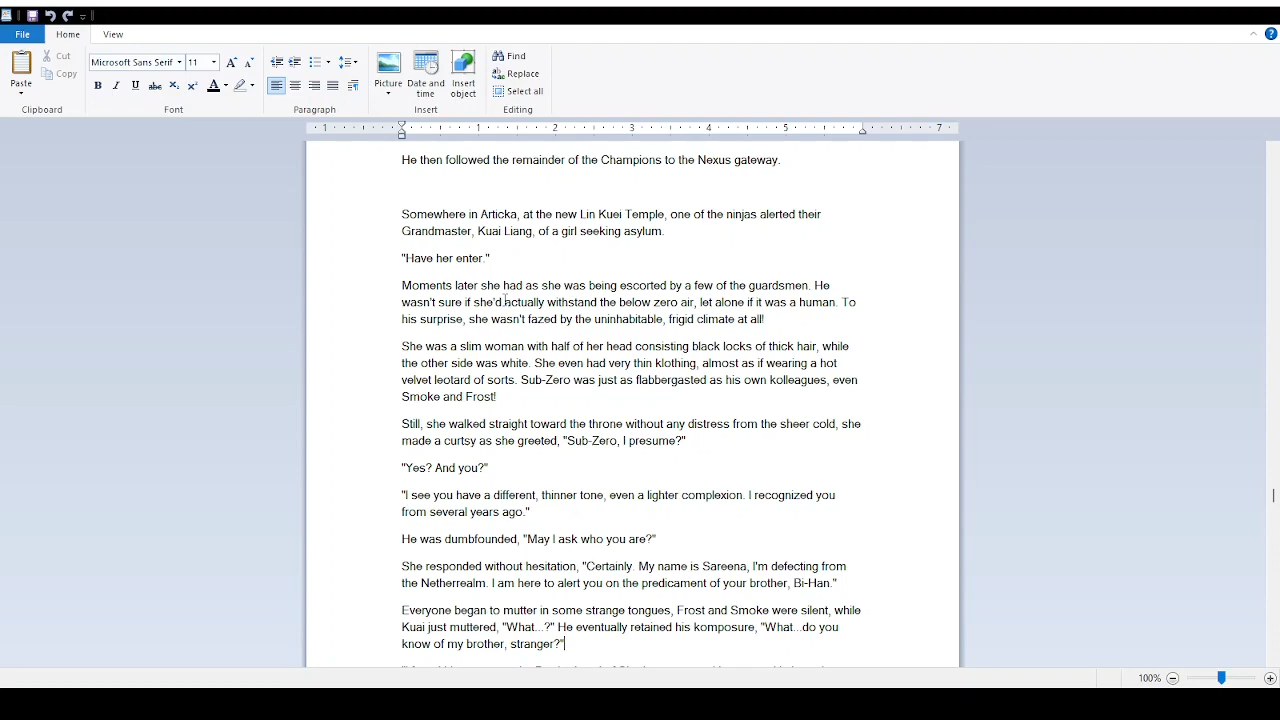 File
Home
View
Paste
Cut
Copy
Clipboard
Microsoft Sans Serif
11
B I U abc X₂ X² A
Font
Paragraph
Picture
Date and time
Insert object
Insert
Find
Replace
Select all
Editing
1 1 2 3 4 5 7
He then followed the remainder of the Champions to the Nexus gateway.
Somewhere in Articka, at the new Lin Kuei Temple, one of the ninjas alerted their
Grandmaster, Kuai Liang, of a girl seeking asylum.
"Have her enter."
Moments later she had as she was being escorted by a few of the guardsmen. He
wasn't sure if she'd actually withstand the below zero air, let alone if it was a human. To
his surprise, she wasn't fazed by the uninhabitable, frigid climate at all!
She was a slim woman with half of her head consisting black locks of thick hair, while
the other side was white. She even had very thin klothing, almost as if wearing a hot
velvet leotard of sorts. Sub-Zero was just as flabbergasted as his own kolleagues, even
Smoke and Frost!
Still, she walked straight toward the throne without any distress from the sheer cold, she
made a curtsy as she greeted, "Sub-Zero, I presume?"
"Yes? And you?"
"I see you have a different, thinner tone, even a lighter complexion. I recognized you
from several years ago."
He was dumbfounded, "May I ask who you are?"
She responded without hesitation, "Certainly. My name is Sareena, I'm defecting from
the Netherrealm. I am here to alert you on the predicament of your brother, Bi-Han."
Everyone began to mutter in some strange tongues, Frost and Smoke were silent, while
Kuai just muttered, "What...?" He eventually retained his komposure, "What...do you
know of my brother, stranger?"
100%